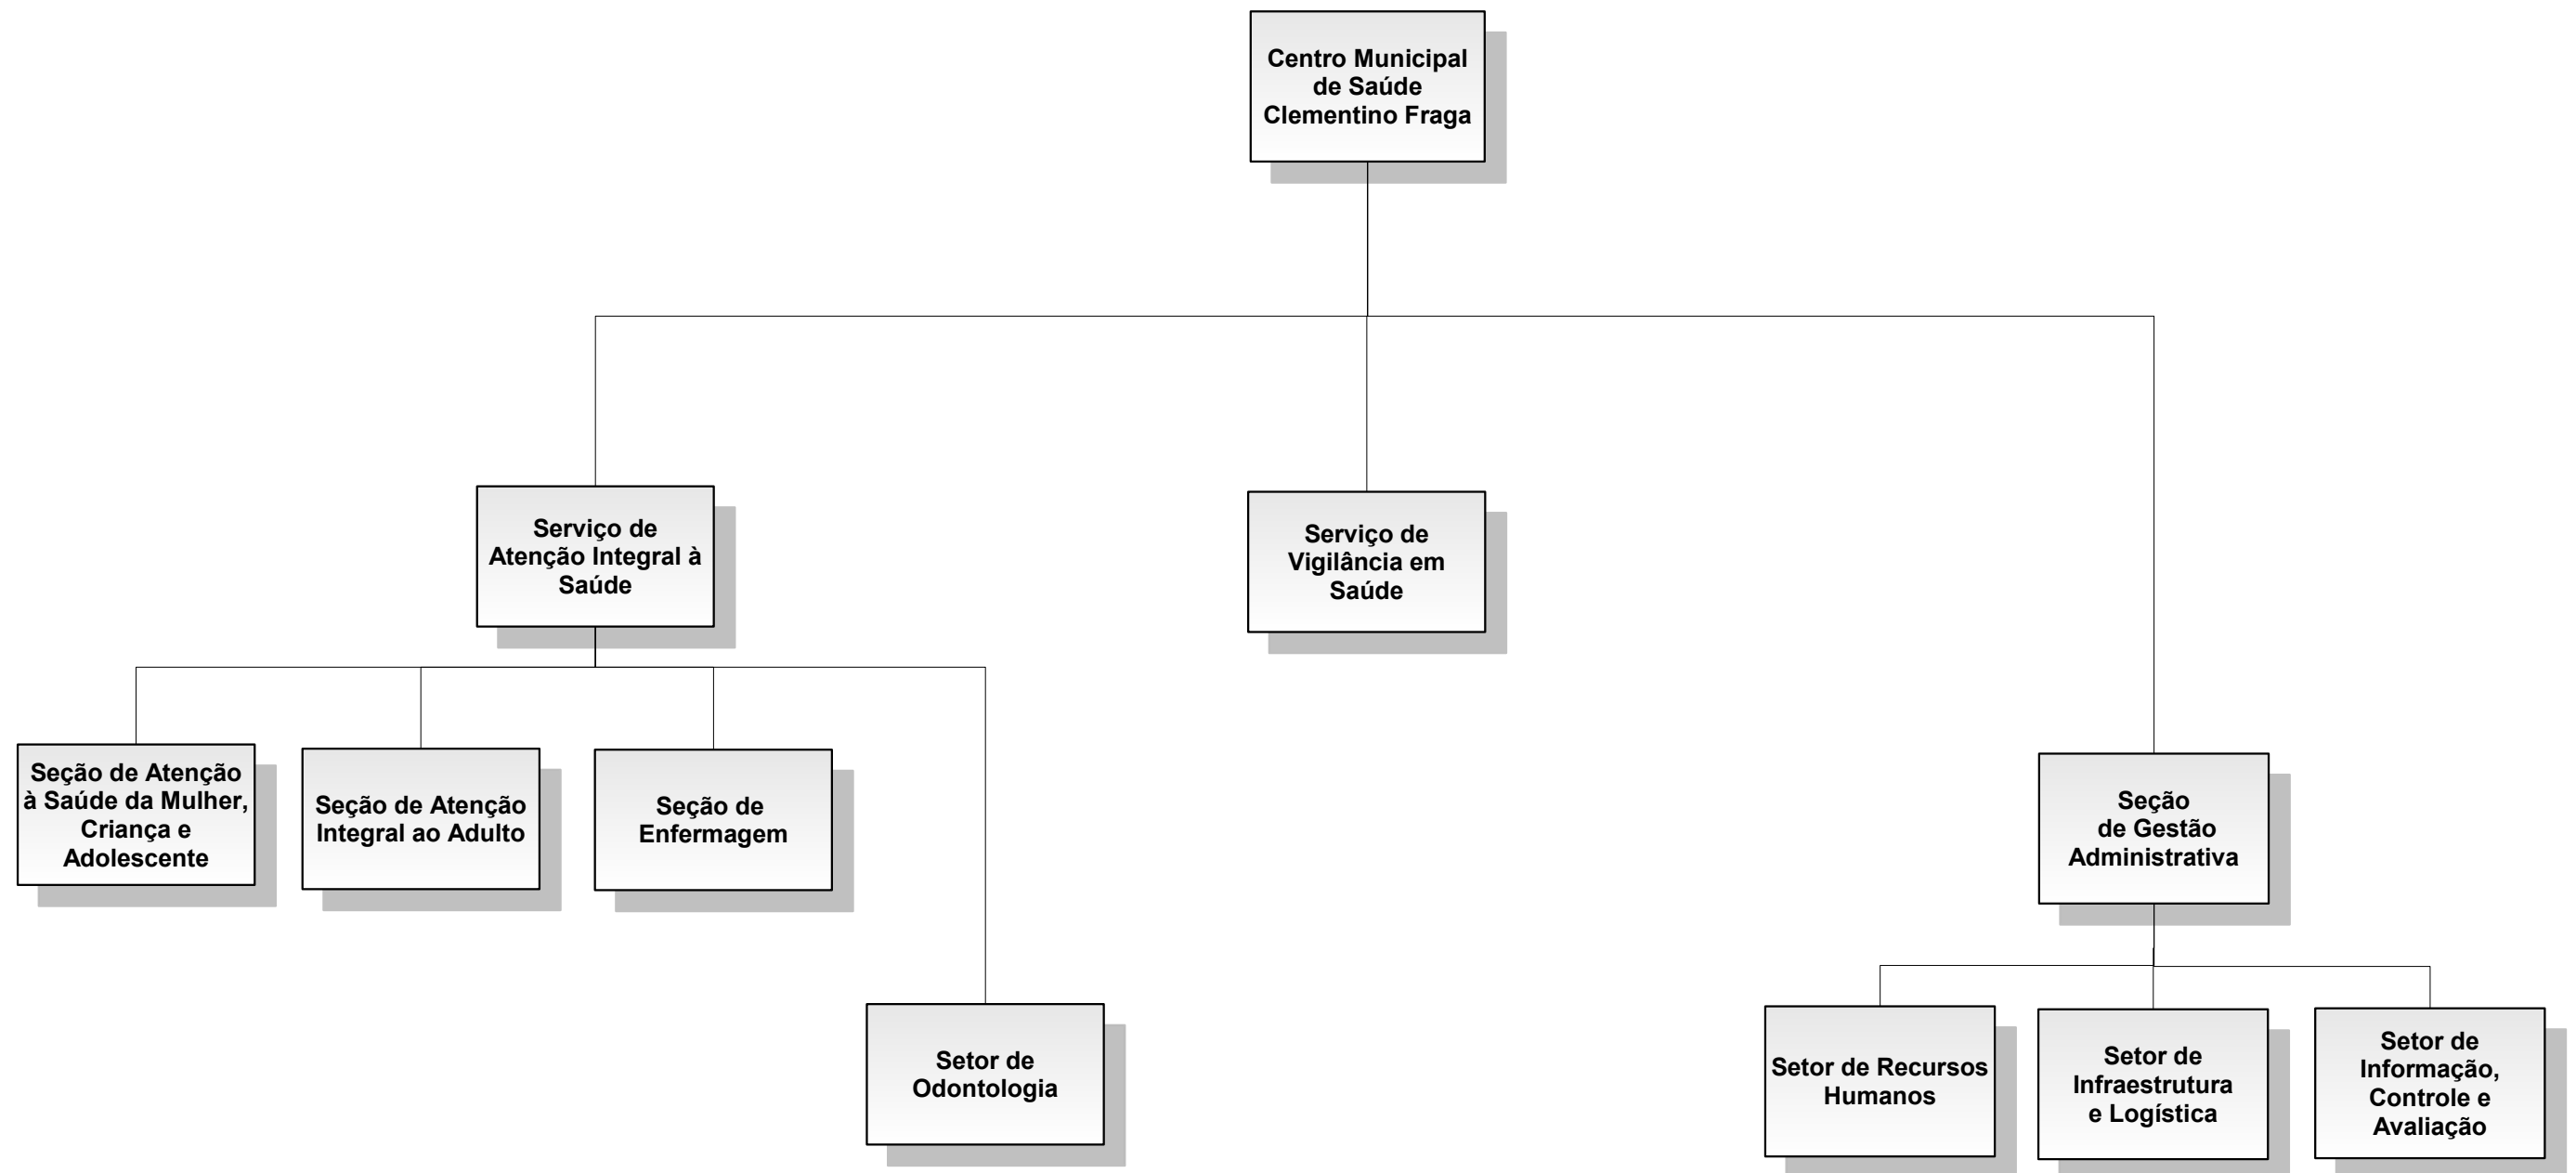 Centro Municipal
de Saúde
Clementino Fraga
Serviço de
Atenção Integral à
Saúde
Serviço de
Vigilância em
Saúde
Seção de Atenção
à Saúde da Mulher,
Criança e
Adolescente
Seção de Atenção
Integral ao Adulto
Seção de
Enfermagem
Seção
de Gestão
Administrativa
Setor de
Odontologia
Setor de Recursos
Humanos
Setor de
Infraestrutura
e Logística
Setor de
Informação,
Controle e
Avaliação